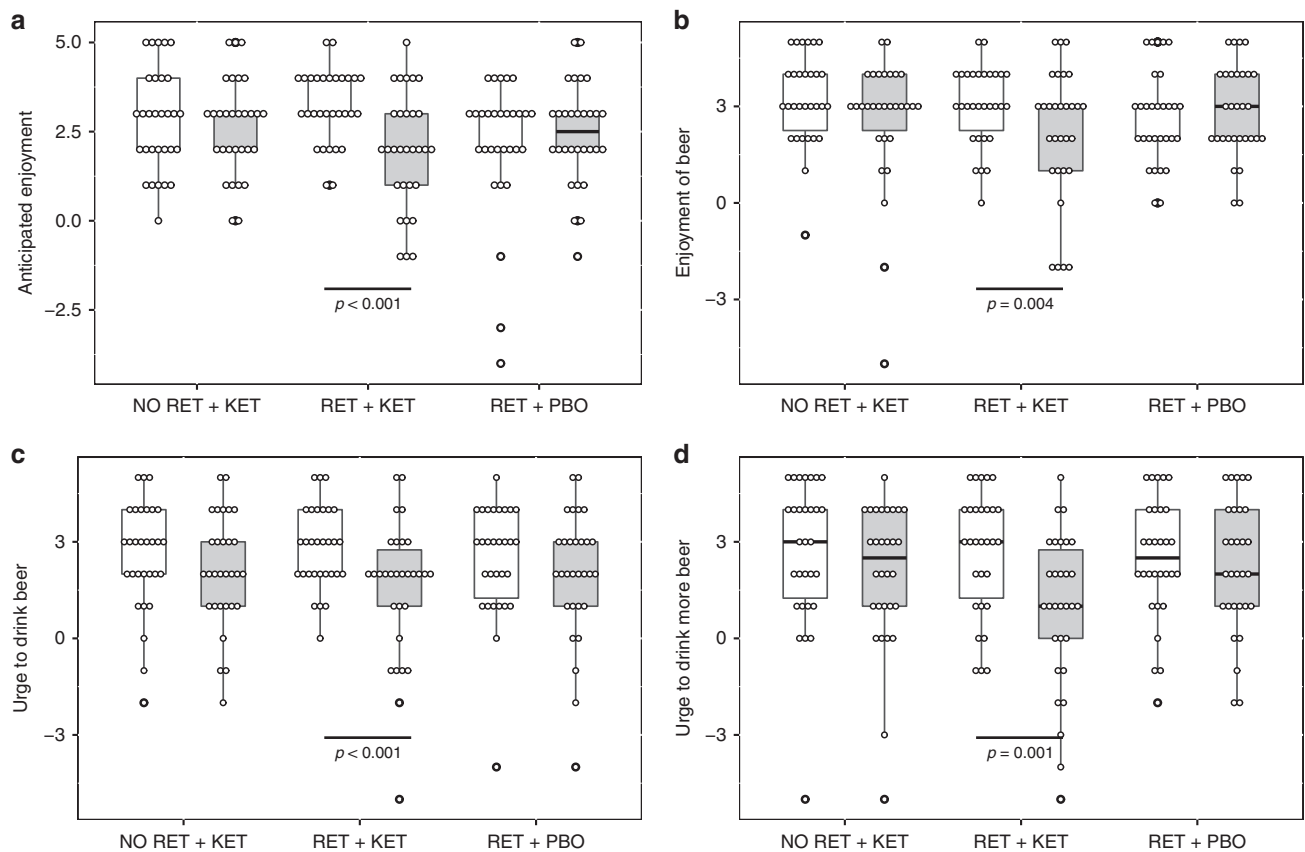 a
5.0
2.5
0.0
−2.5
Anticipated enjoyment
p < 0.001
NO RET + KET
RET + KET
RET + PBO
b
3
0
−3
Enjoyment of beer
p = 0.004
NO RET + KET
RET + KET
RET + PBO
c
3
0
−3
Urge to drink beer
p < 0.001
NO RET + KET
RET + KET
RET + PBO
d
3
0
−3
Urge to drink more beer
p = 0.001
NO RET + KET
RET + KET
RET + PBO